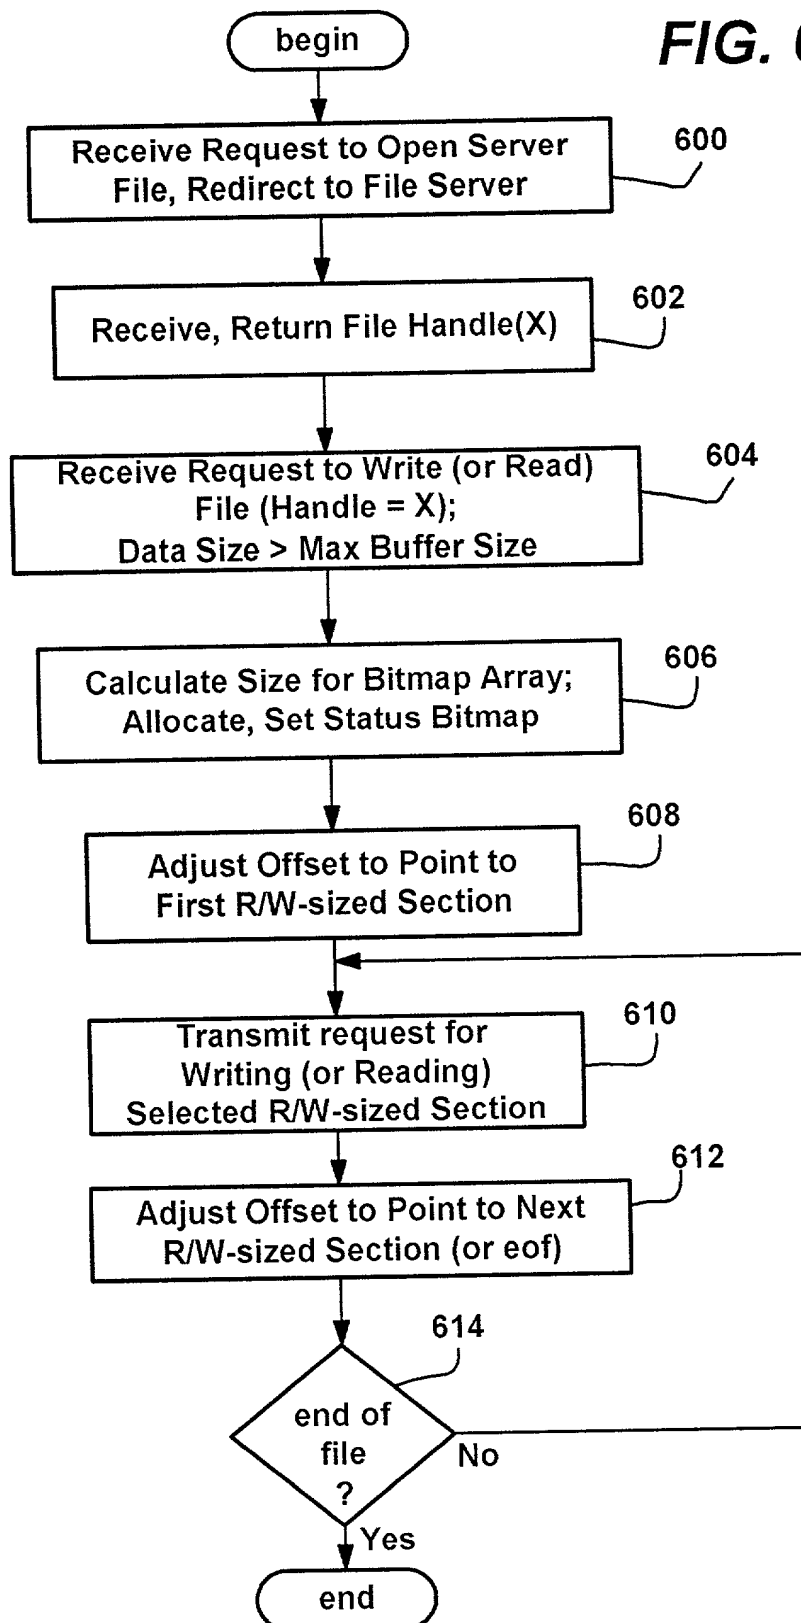 begin
FIG. 6
Receive Request to Open Server
File, Redirect to File Server
600
Receive, Return File Handle(X)
602
Receive Request to Write (or Read)
File (Handle = X);
Data Size > Max Buffer Size
604
Calculate Size for Bitmap Array;
Allocate, Set Status Bitmap
606
Adjust Offset to Point to
First R/W-sized Section
608
Transmit request for
Writing (or Reading)
Selected R/W-sized Section
610
Adjust Offset to Point to Next
R/W-sized Section (or eof)
612
614
end of
file
?
No
Yes
end